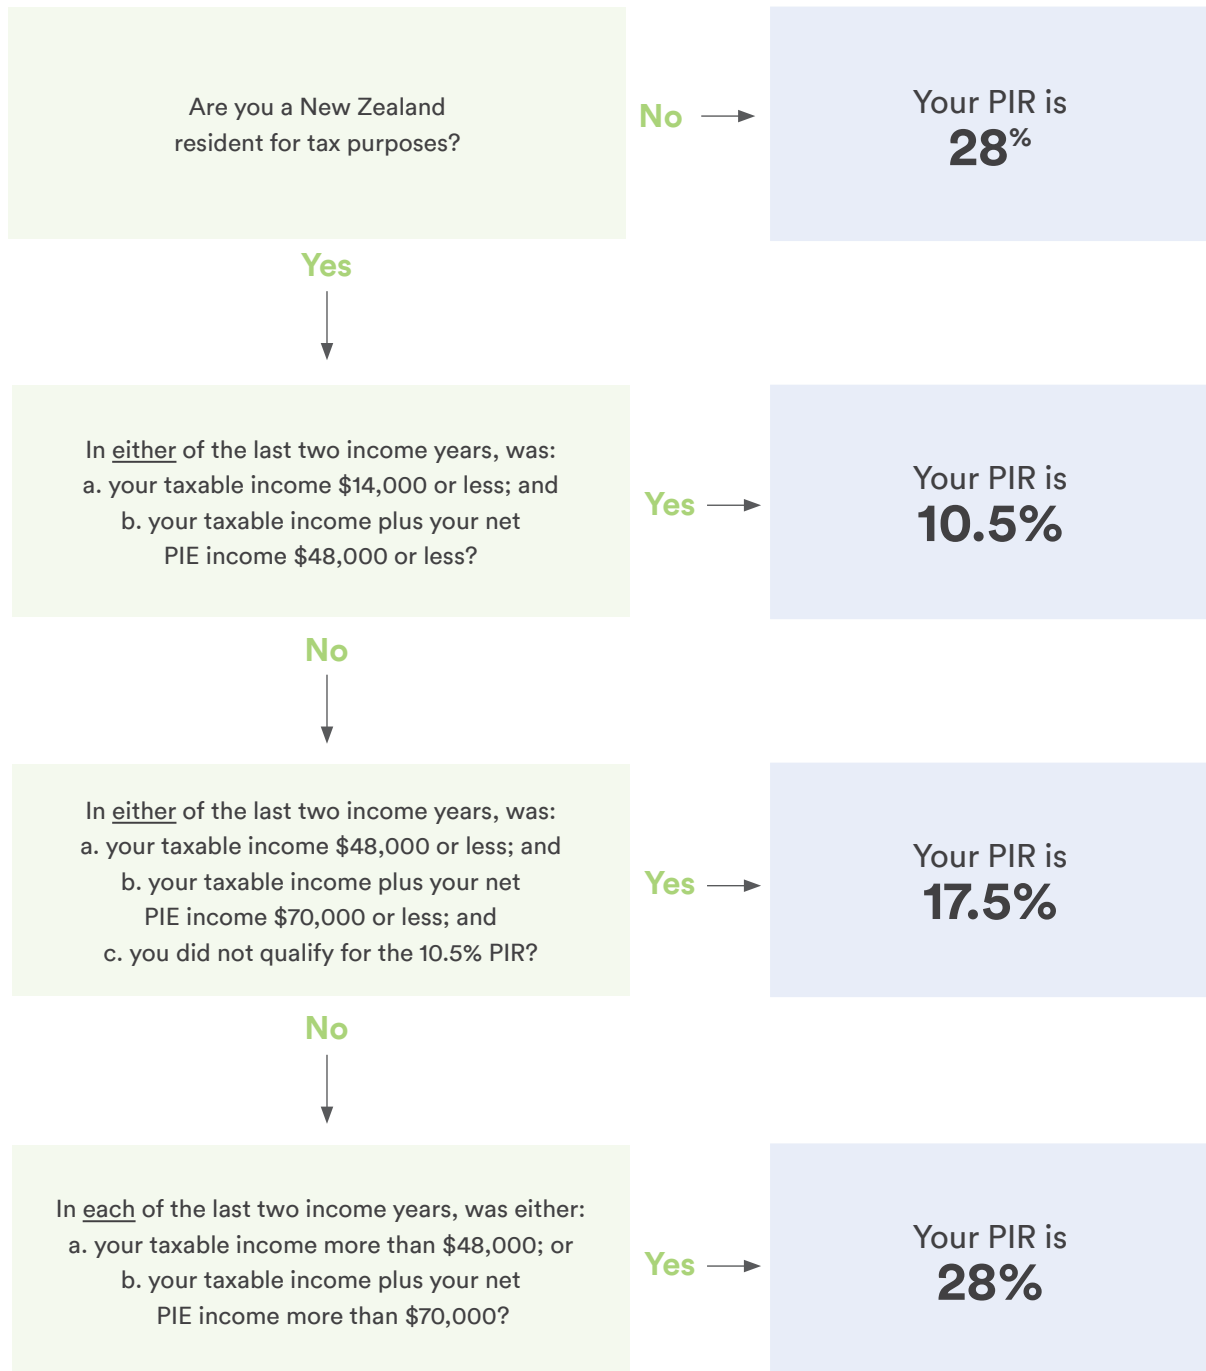 Are you a New Zealand
resident for tax purposes?
No
Your PIR is
28%
Yes
In either of the last two income years, was:
a. your taxable income $14,000 or less; and
b. your taxable income plus your net
PIE income $48,000 or less?
Yes
Your PIR is
10.5%
No
In either of the last two income years, was:
a. your taxable income $48,000 or less; and
b. your taxable income plus your net
PIE income $70,000 or less; and
c. you did not qualify for the 10.5% PIR?
Yes
Your PIR is
17.5%
No
In each of the last two income years, was either:
a. your taxable income more than $48,000; or
b. your taxable income plus your net
PIE income more than $70,000?
Yes
Your PIR is
28%